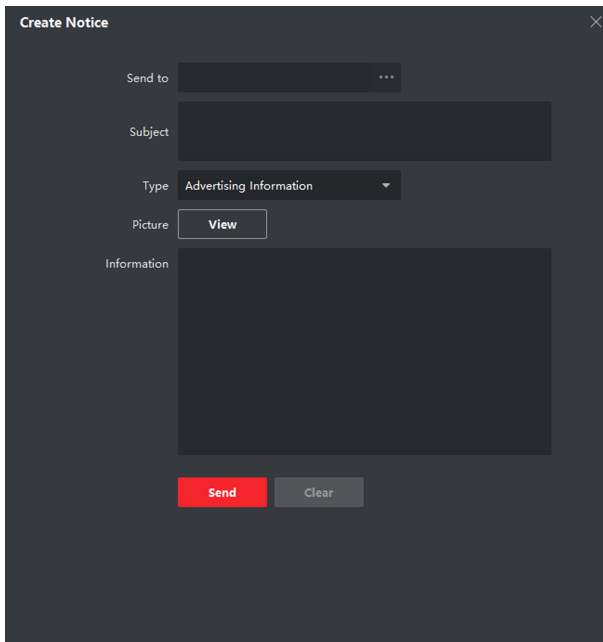 Create Notice
Send to
Subject
Type Advertising Information
Picture View
Information
Send Clear